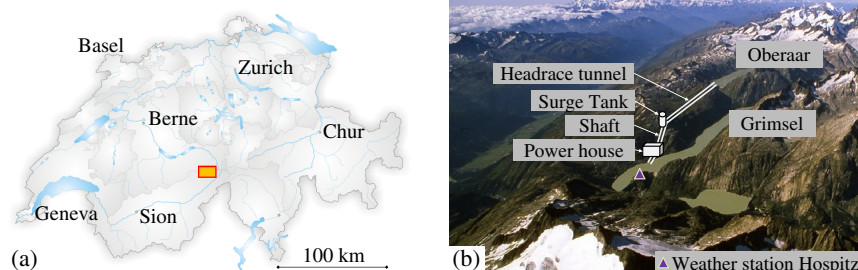 Basel
Zurich
Berne
Chur
Geneva
Sion
100 km
(a)
Oberaar
Headrace tunnel
Surge Tank
Grimsel
Shaft
Power house
(b)
Weather station Hospitz